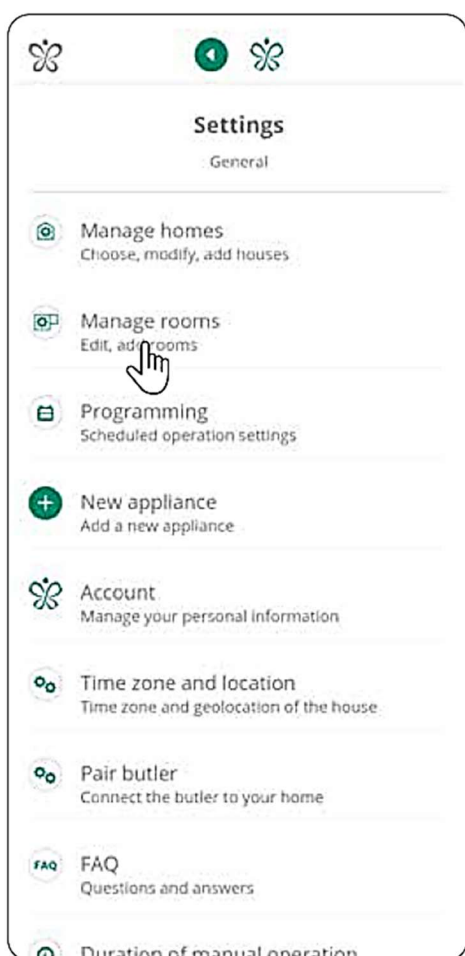 Settings
General
Manage homes
Choose, modify, add houses
Manage rooms
Edit, add rooms
Programming
Scheduled operation settings
New appliance
Add a new appliance
Account
Manage your personal information
Time zone and location
Time zone and geolocation of the house
Pair butler
Connect the butler to your home
FAQ
FAQ
Questions and answers
Duration of manual operation